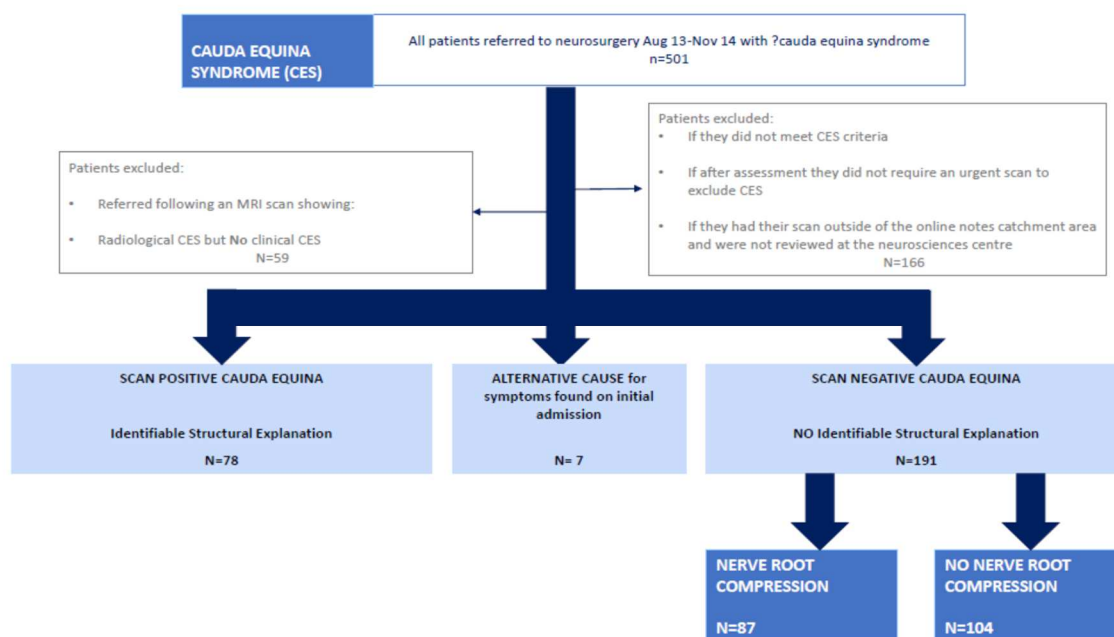 CAUDA EQUINA
SYNDROME (CES)
All patients referred to neurosurgery Aug 13-Nov 14 with ?cauda equina syndrome
n=501
Patients excluded:
• Referred following an MRI scan showing:
• Radiological CES but No clinical CES
N=59
Patients excluded:
• If they did not meet CES criteria
• If after assessment they did not require an urgent scan to
exclude CES
• If they had their scan outside of the online notes catchment area
and were not reviewed at the neurosciences centre
N=166
SCAN POSITIVE CAUDA EQUINA
Identifiable Structural Explanation
N=78
ALTERNATIVE CAUSE for
symptoms found on initial
admission
N= 7
SCAN NEGATIVE CAUDA EQUINA
NO Identifiable Structural Explanation
N=191
NERVE ROOT
COMPRESSION
N=87
NO NERVE ROOT
COMPRESSION
N=104